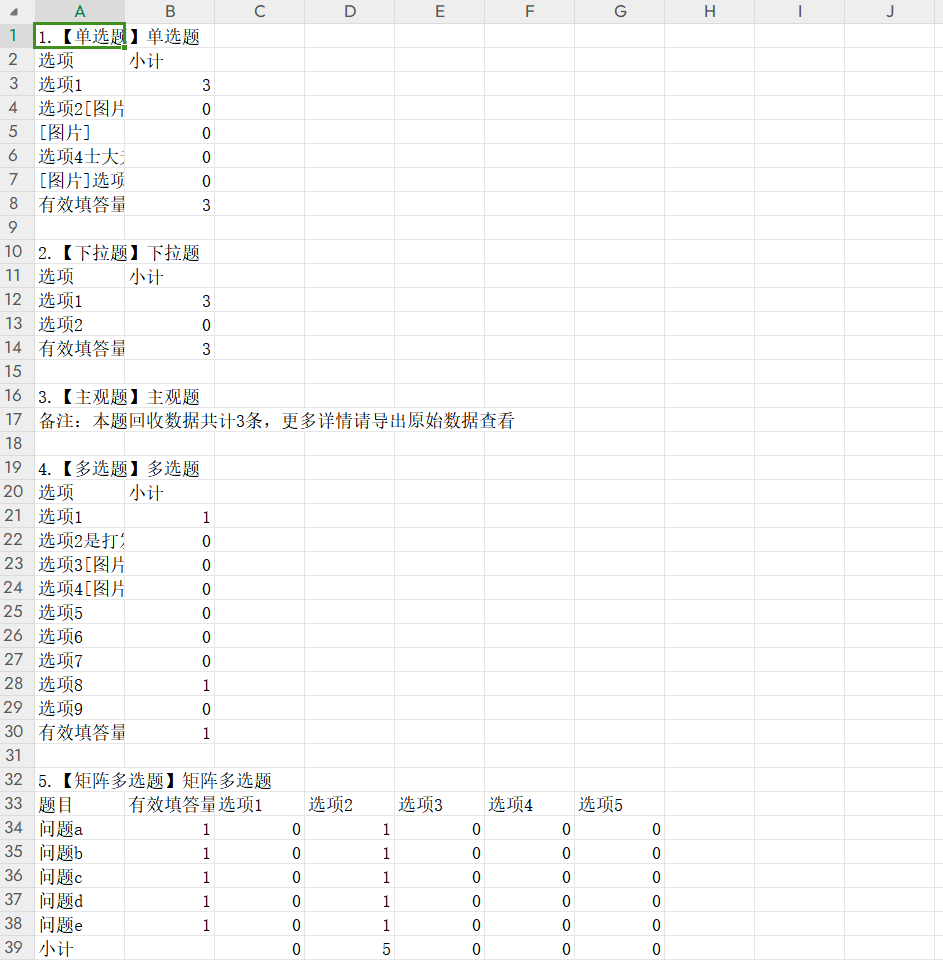 A B C D E F G H I J
1 1.【单选题】单选题
2 选项 小计
3 选项1 3
4 选项2[图片 0
5 [图片] 0
6 选项4士大 0
7 [图片]选项 0
8 有效填答量 3
9
10 2.【下拉题】下拉题
11 选项 小计
12 选项1 3
13 选项2 0
14 有效填答量 3
15
16 3.【主观题】主观题
17 备注：本题回收数据共计3条，更多详情请导出原始数据查看
18
19 4.【多选题】多选题
20 选项 小计
21 选项1 1
22 选项2是打 0
23 选项3[图片 0
24 选项4[图片 0
25 选项5 0
26 选项6 0
27 选项7 0
28 选项8 1
29 选项9 0
30 有效填答量 1
31
32 5.【矩阵多选题】矩阵多选题
33 题目 有效填答量 选项1 选项2 选项3 选项4 选项5
34 问题a 1 0 1 0 0 0
35 问题b 1 0 1 0 0 0
36 问题c 1 0 1 0 0 0
37 问题d 1 0 1 0 0 0
38 问题e 1 0 1 0 0 0
39 小计 0 5 0 0 0